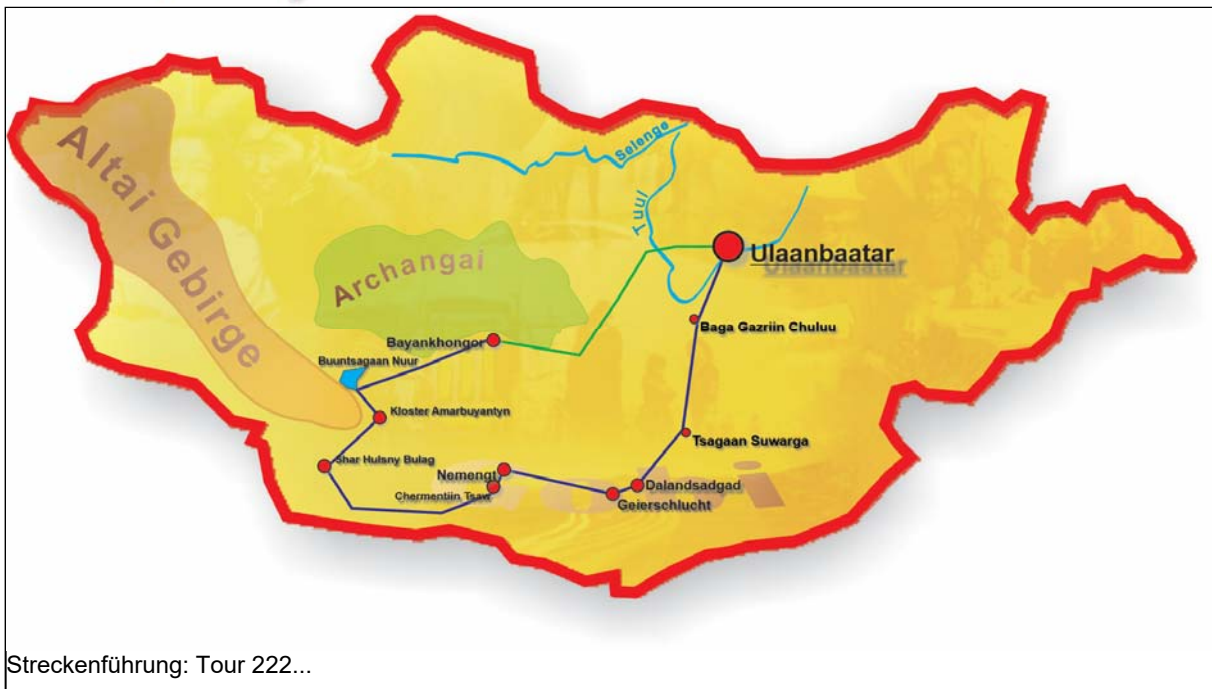 Altai Gebirge
Selenge
Tuul
Archangai
Ulaanbaatar
Baga Gazriin Chuluu
Bayankhongor
Buuntsagaan Nuur
Kloster Amarbuyantyn
Tsagaan Suwarga
Shar Hulsny Bulag
Nemengt
Chermentiin Tsaw
Dalandsadgad
Geierschlucht
Gobi
Streckenführung: Tour 222...